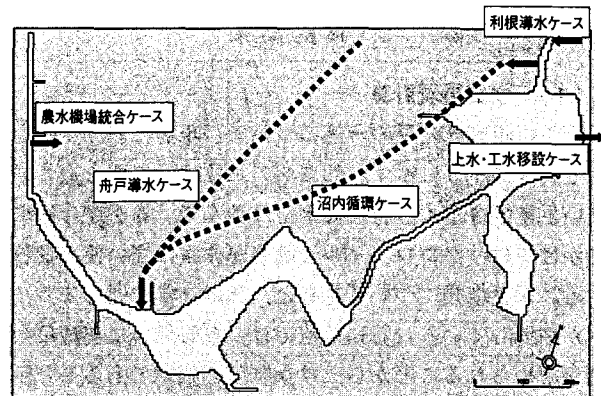 利根導水ケース
農水機場統合ケース
上水・工水移設ケース
舟戸導水ケース
沼内循環ケース